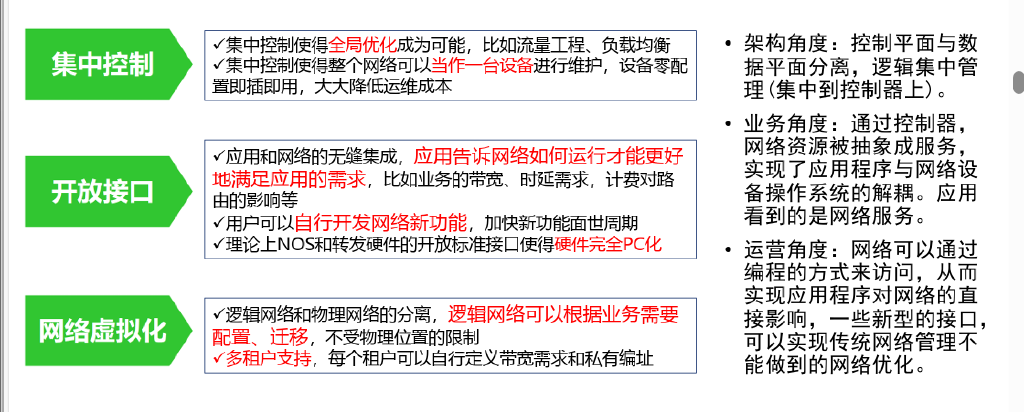 集中控制
✓集中控制使得全局优化成为可能，比如流量工程、负载均衡
✓集中控制使得整个网络可以当作一台设备进行维护，设备零配
置即插即用，大大降低运维成本
开放接口
✓应用和网络的无缝集成，应用告诉网络如何运行才能更好
地满足应用的需求，比如业务的带宽、时延需求，计费对路
由的影响等
✓用户可以自行开发网络新功能，加快新功能面世周期
✓理论上NOS和转发硬件的开放标准接口使得硬件完全PC化
网络虚拟化
✓逻辑网络和物理网络的分离，逻辑网络可以根据业务需要
配置、迁移，不受物理位置的限制
✓多租户支持，每个租户可以自行定义带宽需求和私有编址
• 架构角度：控制平面与数
据平面分离，逻辑集中管
理(集中到控制器上)。
• 业务角度：通过控制器，
网络资源被抽象成服务，
实现了应用程序与网络设
备操作系统的解耦。应用
看到的是网络服务。
• 运营角度：网络可以通过
编程的方式来访问，从而
实现应用程序对网络的直
接影响，一些新型的接口，
可以实现传统网络管理不
能做到的网络优化。